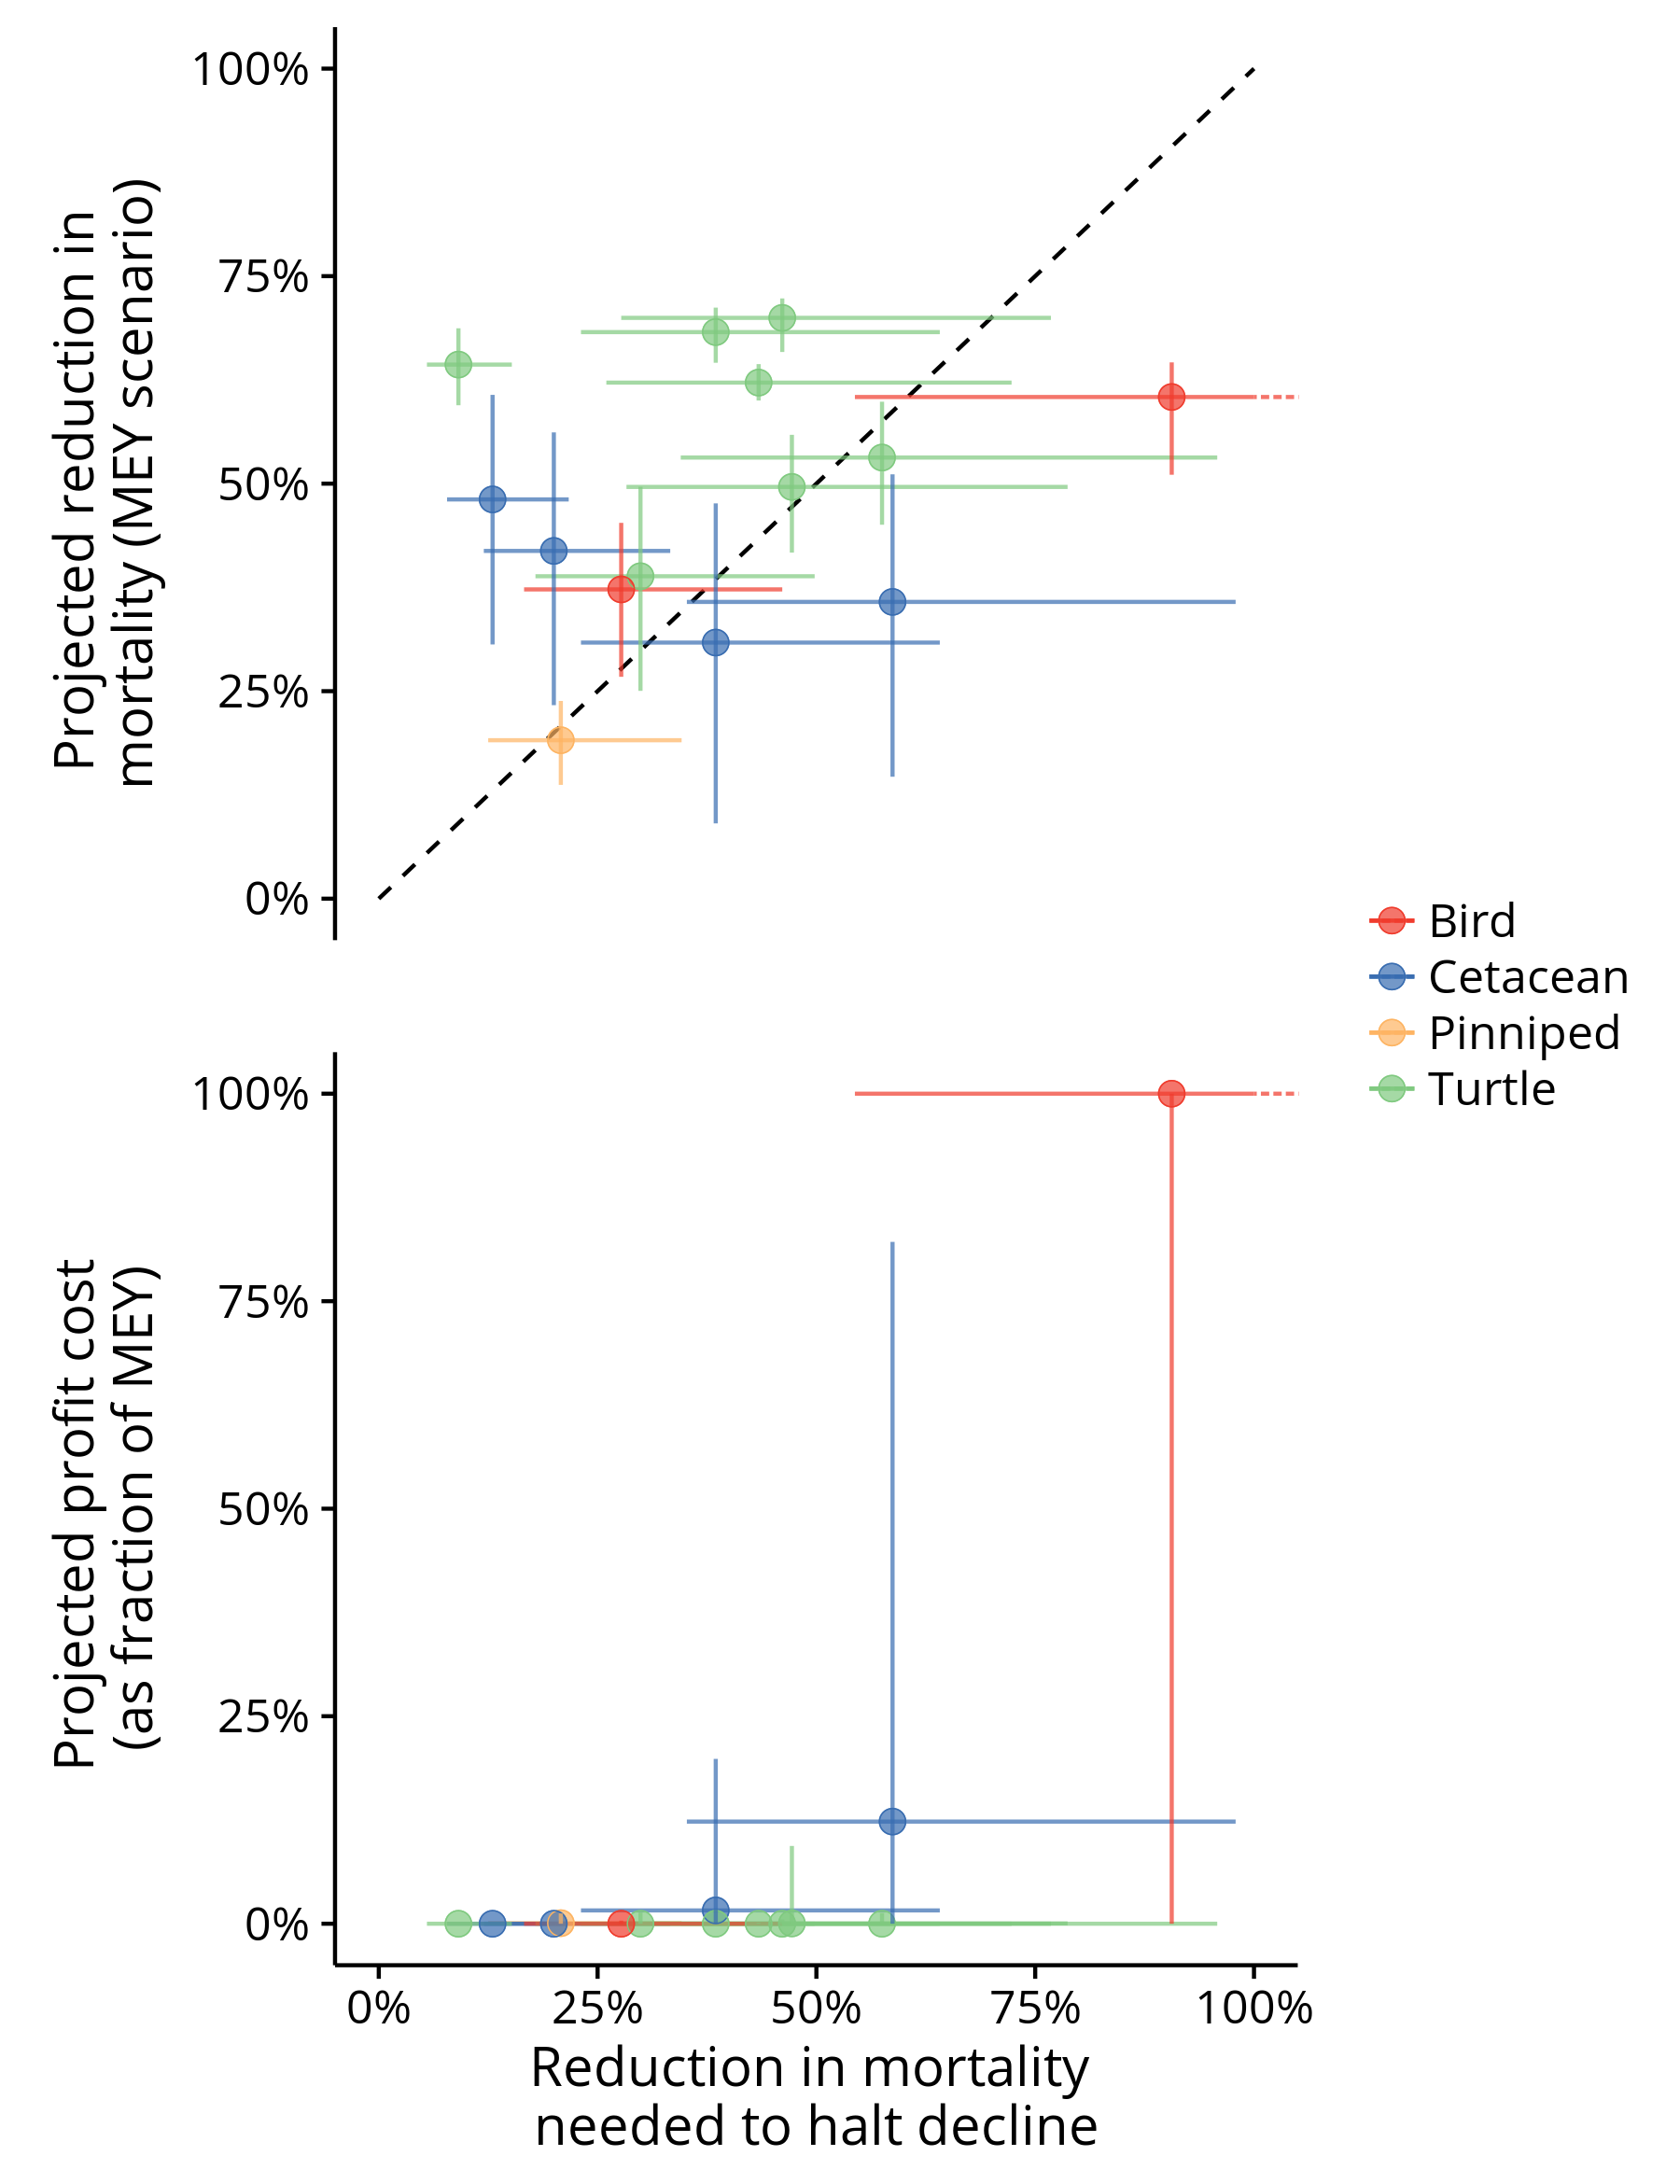 Projected reduction in
mortality (MEY scenario)
100%
75%
50%
25%
0%
Bird
Cetacean
Pinniped
Turtle
Projected profit cost
(as fraction of MEY)
100%
75%
50%
25%
0%
0% 25% 50% 75% 100%
Reduction in mortality
needed to halt decline